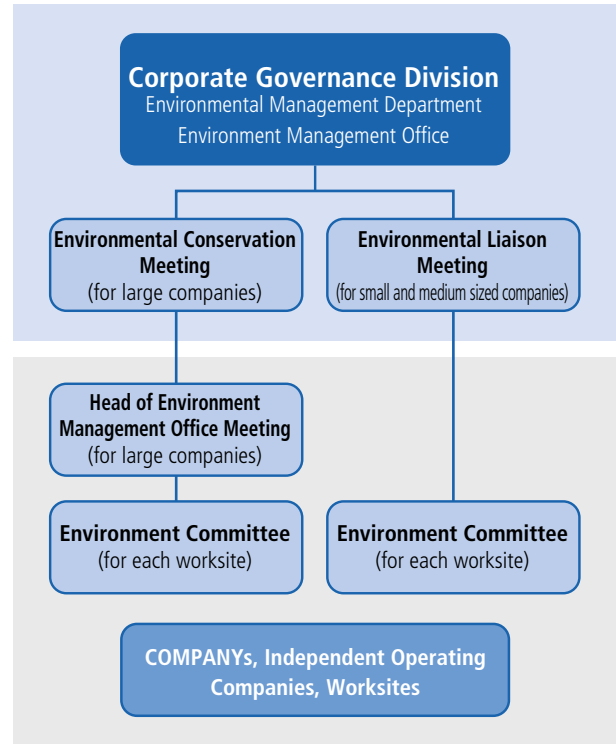 Corporate Governance Division
Environmental Management Department
Environment Management Office
Environmental Conservation
Meeting
(for large companies)
Environmental Liaison
Meeting
(for small and medium sized companies)
Head of Environment
Management Office Meeting
(for large companies)
Environment Committee
(for each worksite)
Environment Committee
(for each worksite)
COMPANYs, Independent Operating
Companies, Worksites